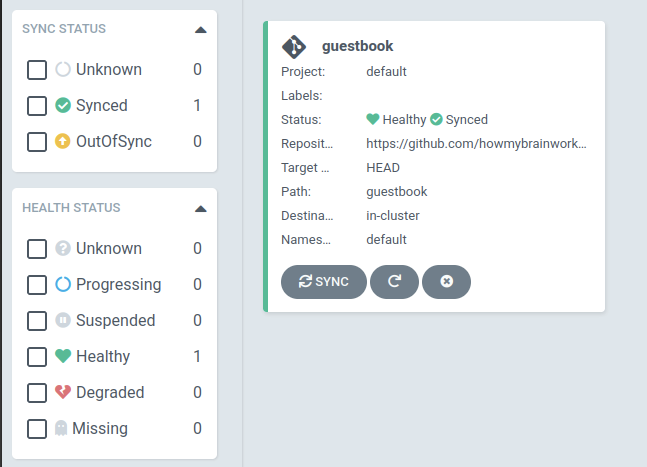 SYNC STATUS
Unknown 0
Synced 1
OutOfSync 0
HEALTH STATUS
Unknown 0
Progressing 0
Suspended 0
Healthy 1
Degraded 0
Missing 0
guestbook
Project: default
Labels:
Status: Healthy Synced
Reposit... https://github.com/howmybrainwork...
Target ... HEAD
Path: guestbook
Destina... in-cluster
Names... default
SYNC